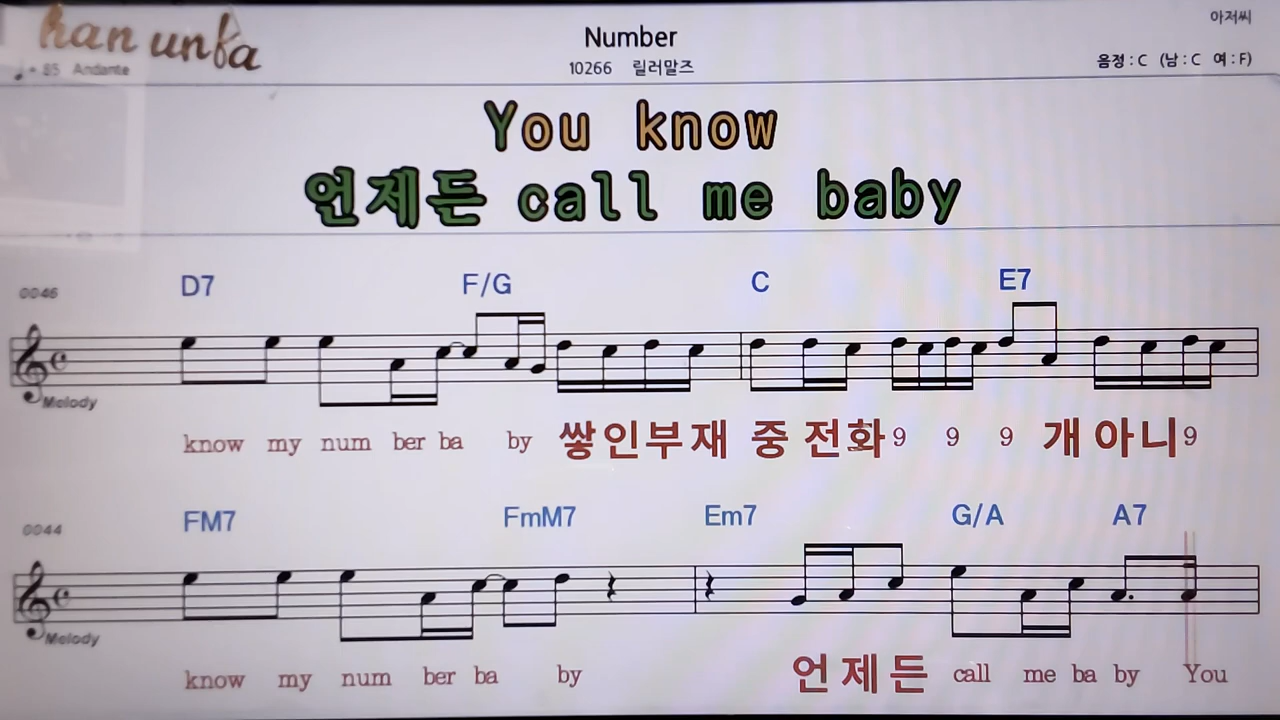 han unfa
아저씨
Number
♩= 85 Andante
10266 릴러말즈
음정 : C (남 : C 여 : F)
You know
언제든 call me baby
0046 D7 F/G C E7
Melody
know my num ber ba by 쌓인부재 중 전화 9 9 9 개 아니 9
0044 FM7 FmM7 Em7 G/A A7
Melody
know my num ber ba by 언제든 call me ba by You